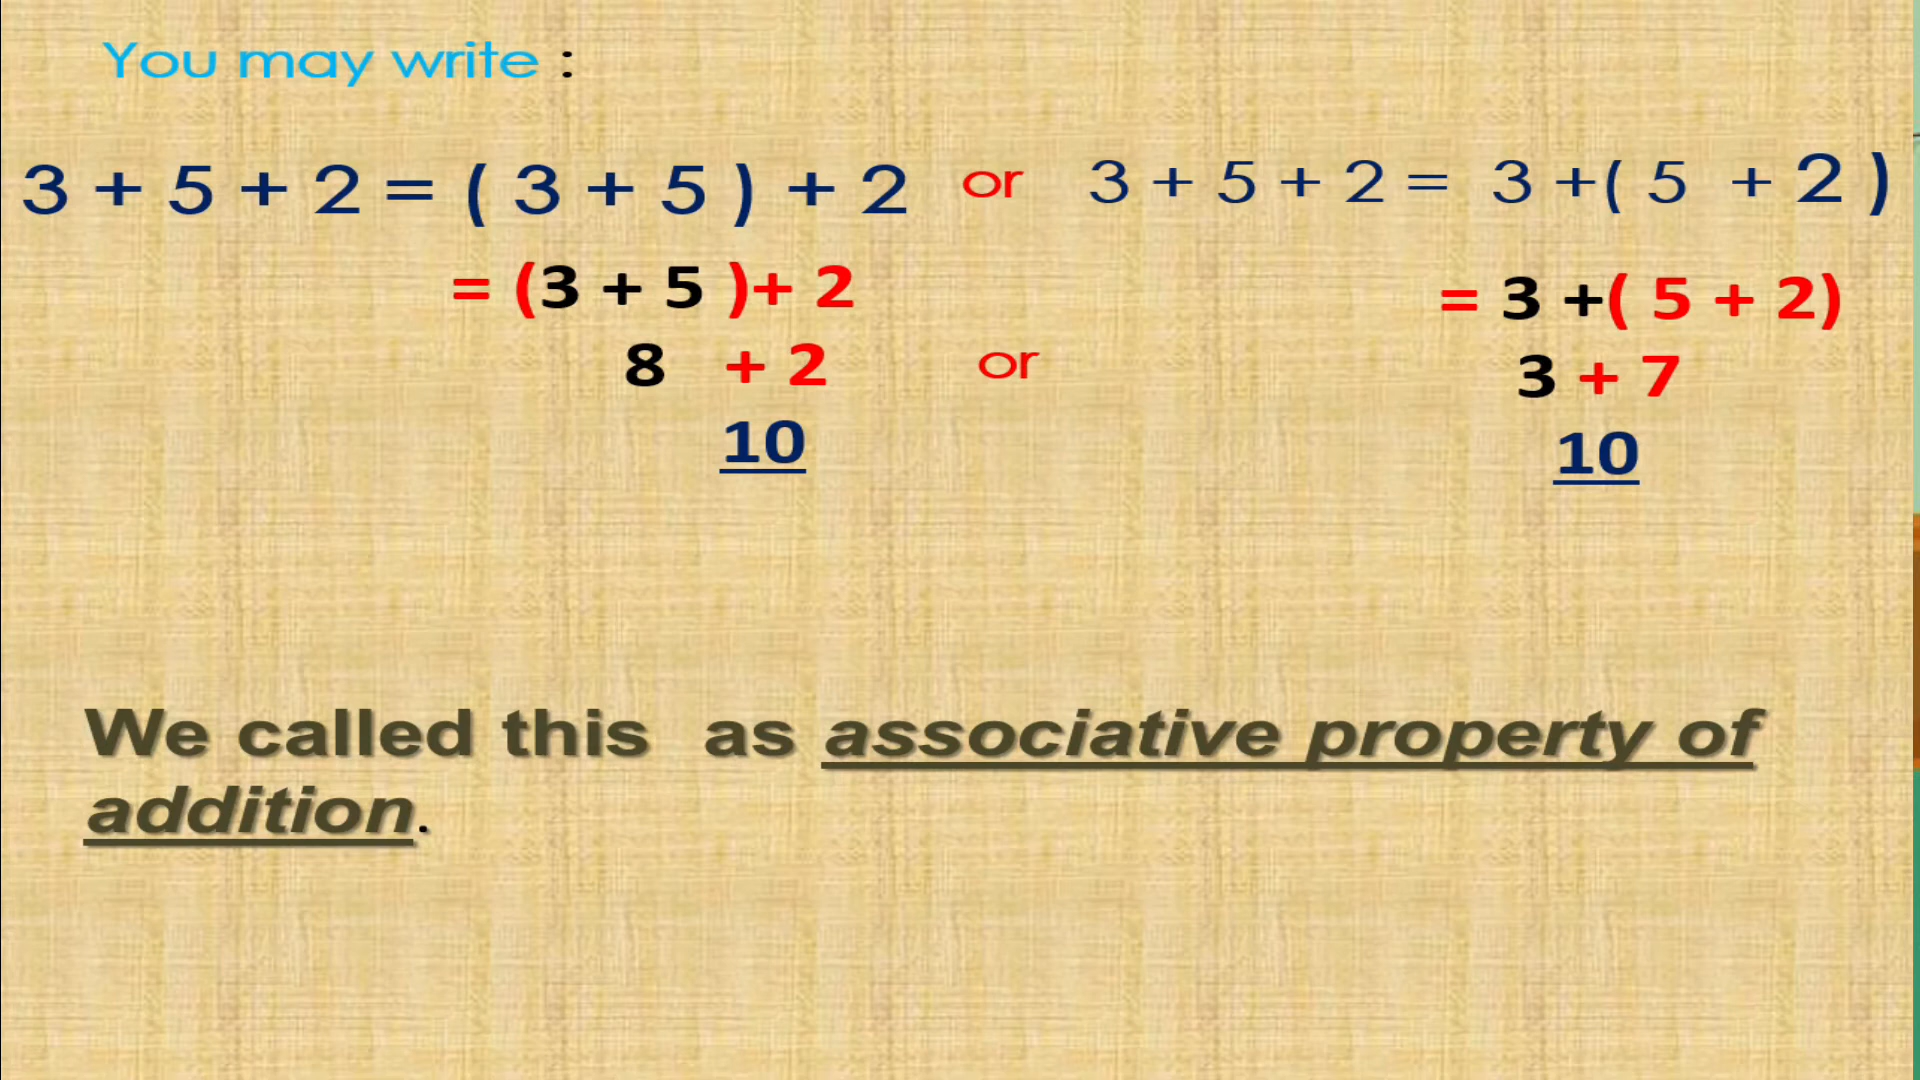 You may write :
3 + 5 + 2 = ( 3 + 5 ) + 2 or 3 + 5 + 2 = 3 +( 5 + 2 )
= (3 + 5 )+ 2 = 3 +( 5 + 2)
8 + 2 or 3 + 7
10 10
We called this as associative property of
addition.